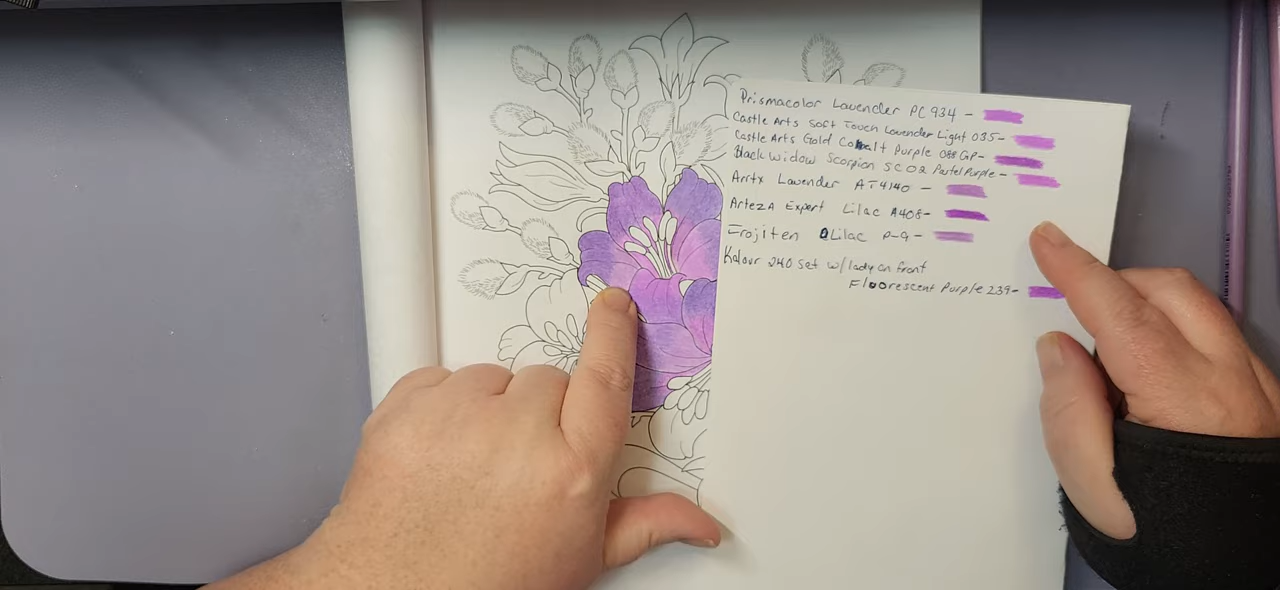 Prismacolor Lavender PC 934 -
Castle Arts Soft Touch Lavender Light 035-
Castle Arts Gold Cobalt Purple 088 GP-
Black Widow Scorpion SC02 Pastel Purple-
Arrtx Lavender AT4140 -
ArtezA Expert Lilac A408-
Frojiten Lilac P-9-
Kalour 240 Set w/lady on front
Fluorescent Purple 239-